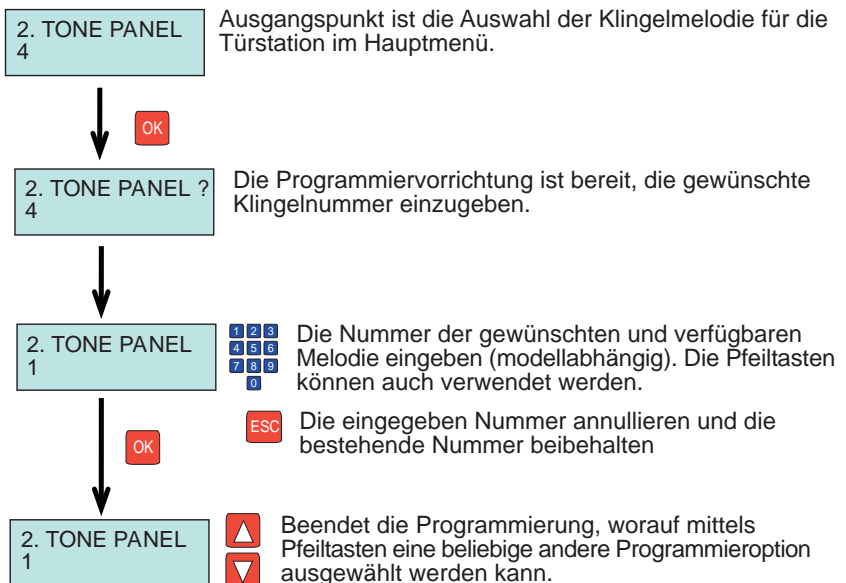 2. TONE PANEL
4
Ausgangspunkt ist die Auswahl der Klingelmelodie für die
Türstation im Hauptmenü.
OK
2. TONE PANEL ?
4
Die Programmiervorrichtung ist bereit, die gewünschte
Klingelnummer einzugeben.
2. TONE PANEL
1
1 2 3
4 5 6
7 8 9
0
Die Nummer der gewünschten und verfügbaren
Melodie eingeben (modellabhängig). Die Pfeiltasten
können auch verwendet werden.
OK
ESC
Die eingegeben Nummer annullieren und die
bestehende Nummer beibehalten
2. TONE PANEL
1
Beendet die Programmierung, worauf mittels
Pfeiltasten eine beliebige andere Programmieroption
ausgewählt werden kann.